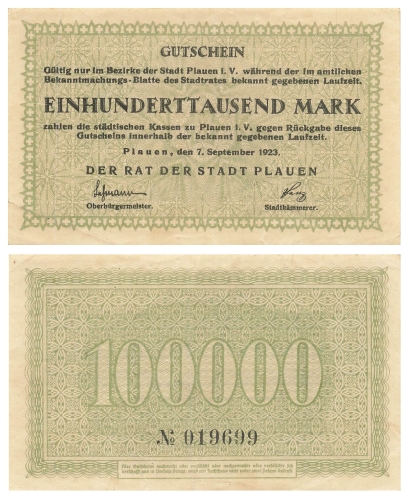 GUTSCHEIN
Gültig nur im Bezirke der Stadt Plauen i. V. während der im amtlichen
Bekanntmachungs-Blatte des Stadtrates bekannt gegebenen Laufzeit.
EINHUNDERTTAUSEND MARK
zahlen die städtischen Kassen zu Plauen i. V. gegen Rückgabe dieses
Gutscheins innerhalb der bekannt gegebenen Laufzeit.
Plauen, den 7. September 1923.
DER RAT DER STADT PLAUEN
Oberbürgermeister. Stadtkämmerer.
100000
№ 019699